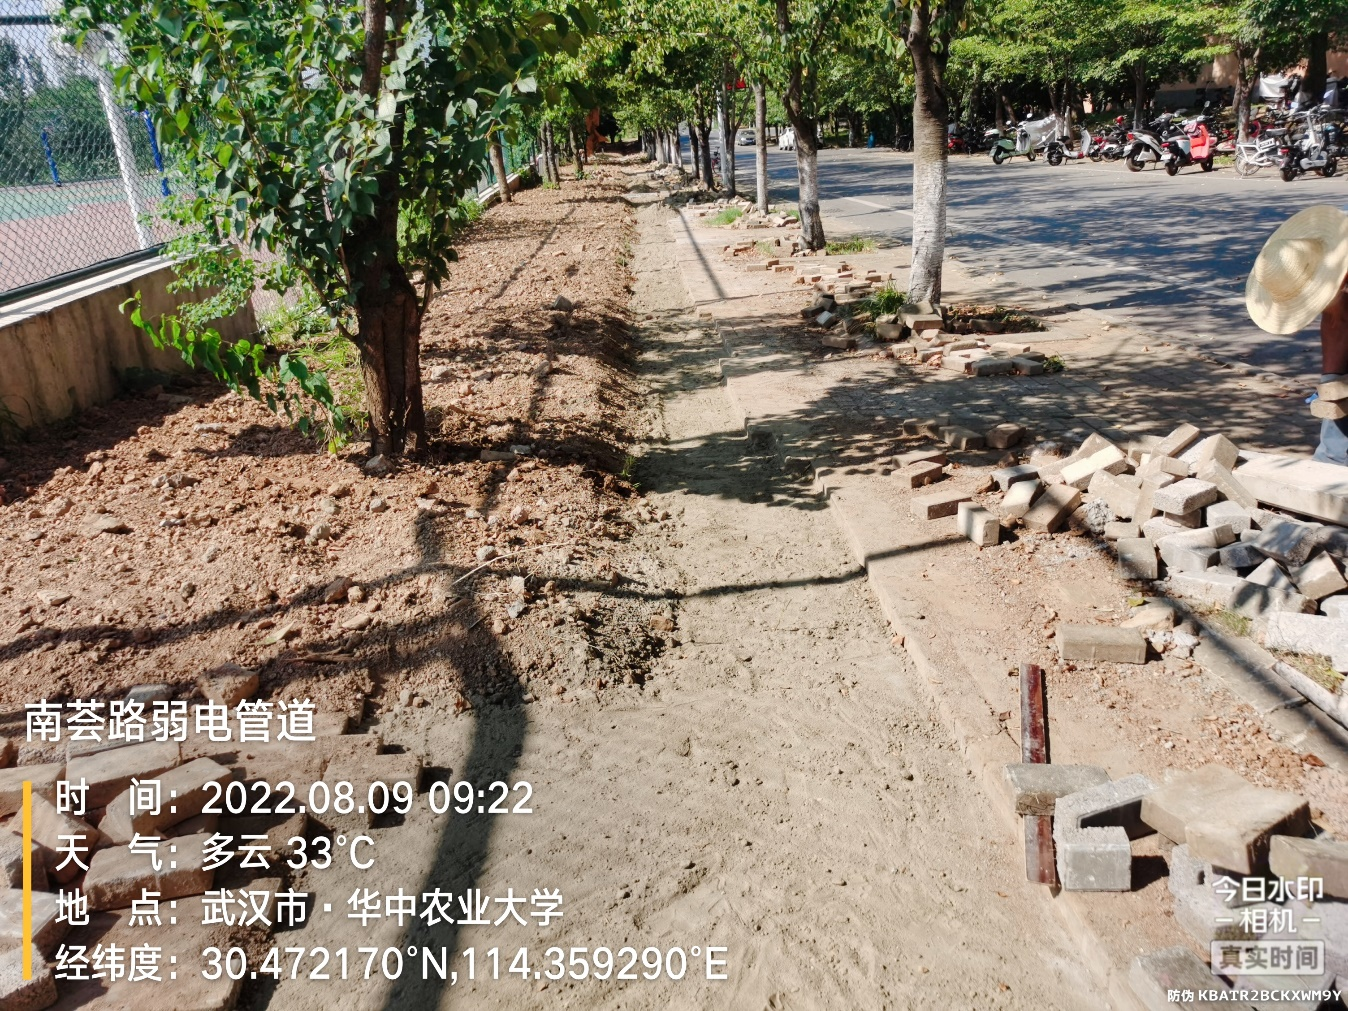 南荟路弱电管道
时 间：2022.08.09 09:22
天 气：多云 33℃
地 点：武汉市·华中农业大学
经纬度：30.472170°N,114.359290°E
今日水印
相机
真实时间
防伪 KBATR2BCKXWM9Y